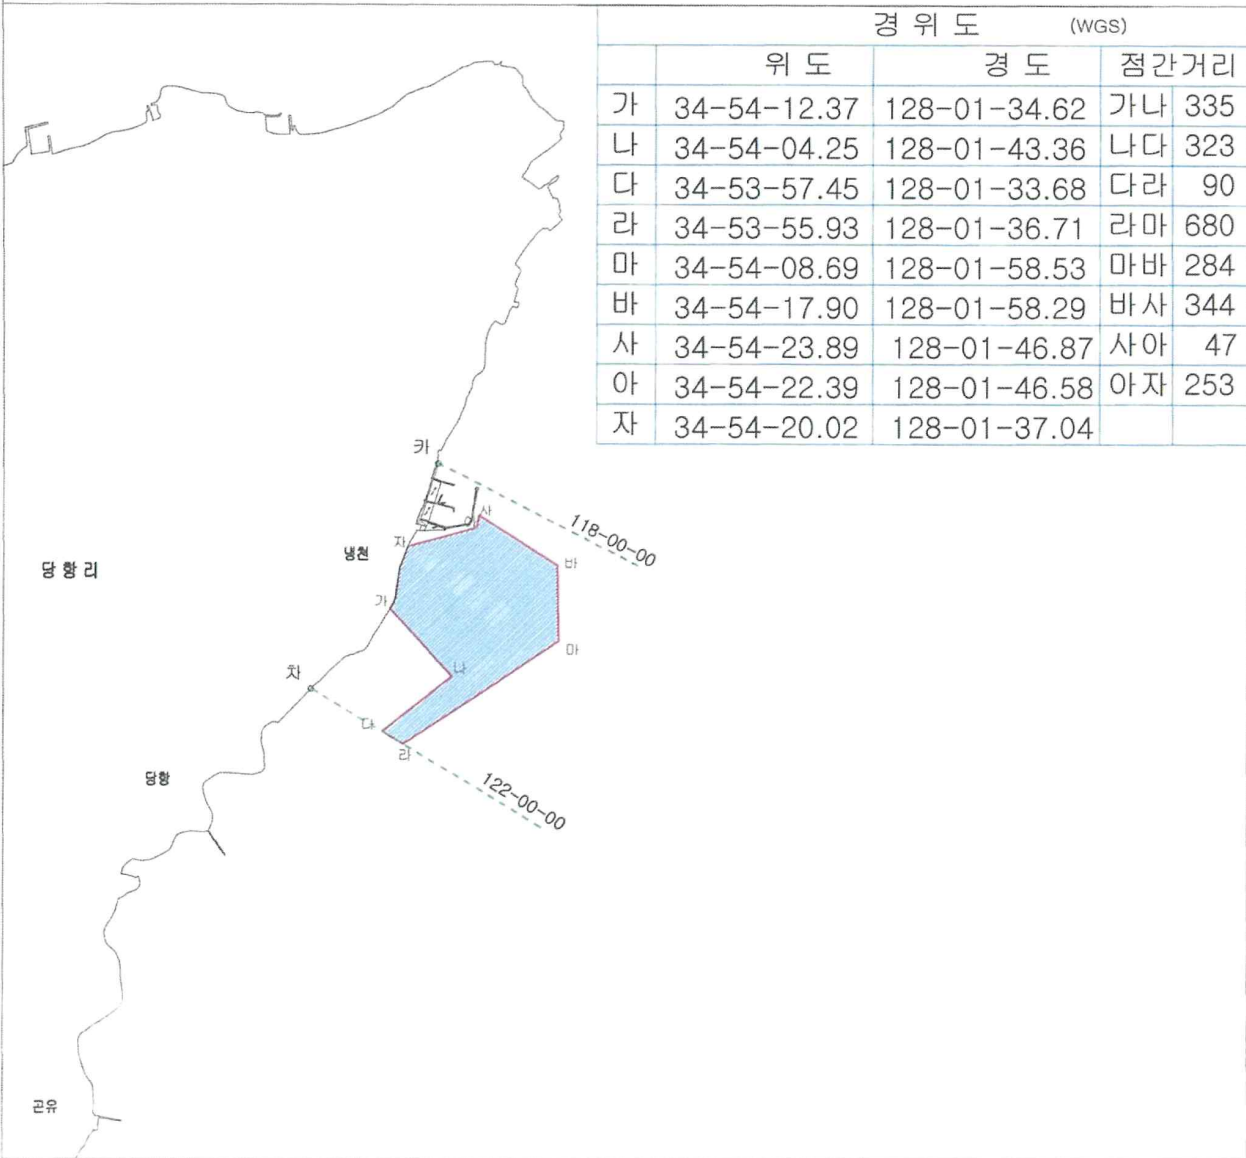 경 위 도 (WGS)
위 도 경 도 점간거리
가 34-54-12.37 128-01-34.62 가나 335
나 34-54-04.25 128-01-43.36 나다 323
다 34-53-57.45 128-01-33.68 다라 90
라 34-53-55.93 128-01-36.71 라마 680
마 34-54-08.69 128-01-58.53 마바 284
바 34-54-17.90 128-01-58.29 바사 344
사 34-54-23.89 128-01-46.87 사아 47
아 34-54-22.39 128-01-46.58 아자 253
자 34-54-20.02 128-01-37.04
카
사
118-00-00
자
냉천
바
당항리
가
마
나
차
다
라
당항
122-00-00
곤유